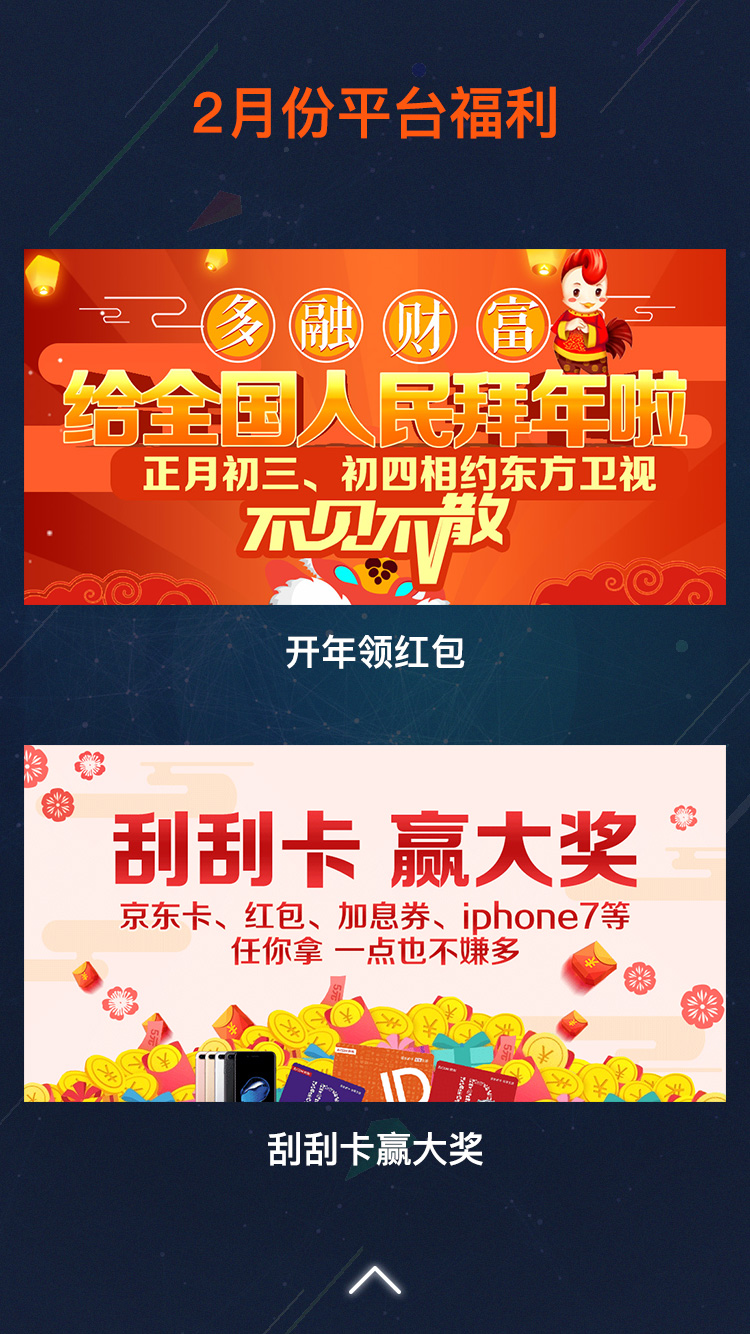 2月份平台福利
多融财富
给全国人民拜年啦
正月初三、初四相约东方卫视
不见不散
开年领红包
刮刮卡 赢大奖
京东卡、红包、加息券、iphone7等
任你拿 一点也不嫌多
刮刮卡赢大奖